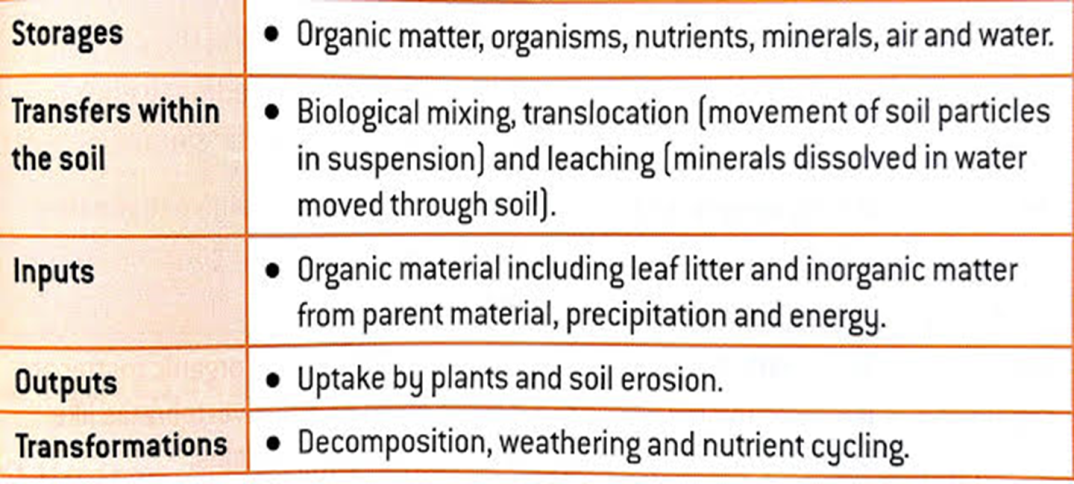 Storages
• Organic matter, organisms, nutrients, minerals, air and water.
Transfers within
the soil
• Biological mixing, translocation (movement of soil particles
in suspension) and leaching (minerals dissolved in water
moved through soil).
Inputs
• Organic material including leaf litter and inorganic matter
from parent material, precipitation and energy.
Outputs
• Uptake by plants and soil erosion.
Transformations
• Decomposition, weathering and nutrient cycling.